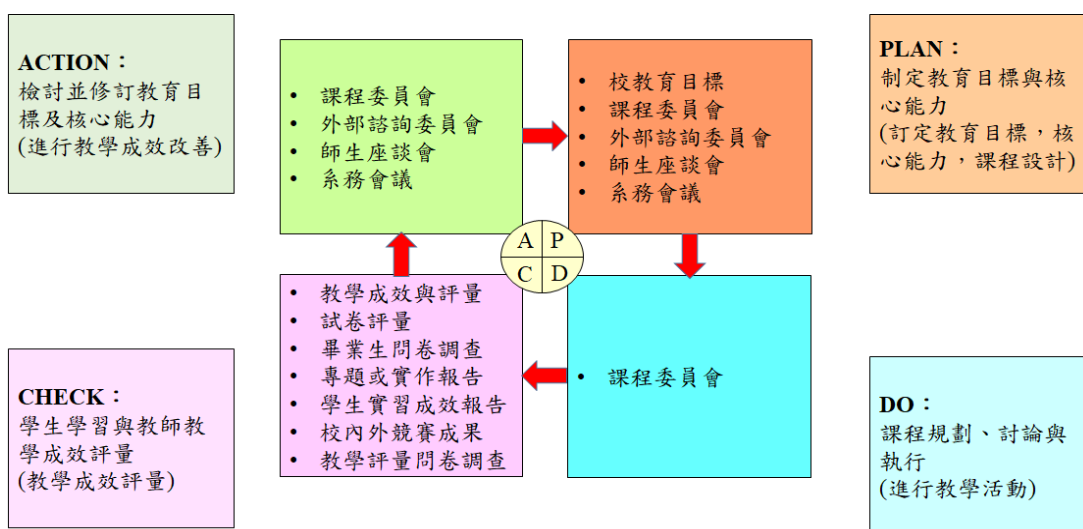 ACTION：
檢討並修訂教育目
標及核心能力
(進行教學成效改善)
• 課程委員會
• 外部諮詢委員會
• 師生座談會
• 系務會議
• 校教育目標
• 課程委員會
• 外部諮詢委員會
• 師生座談會
• 系務會議
PLAN：
制定教育目標與核
心能力
(訂定教育目標，核
心能力，課程設計)
A P
C D
CHECK：
學生學習與教師教
學成效評量
(教學成效評量)
• 教學成效與評量
• 試卷評量
• 畢業生問卷調查
• 專題或實作報告
• 學生實習成效報告
• 校內外競賽成果
• 教學評量問卷調查
• 課程委員會
DO：
課程規劃、討論與
執行
(進行教學活動)